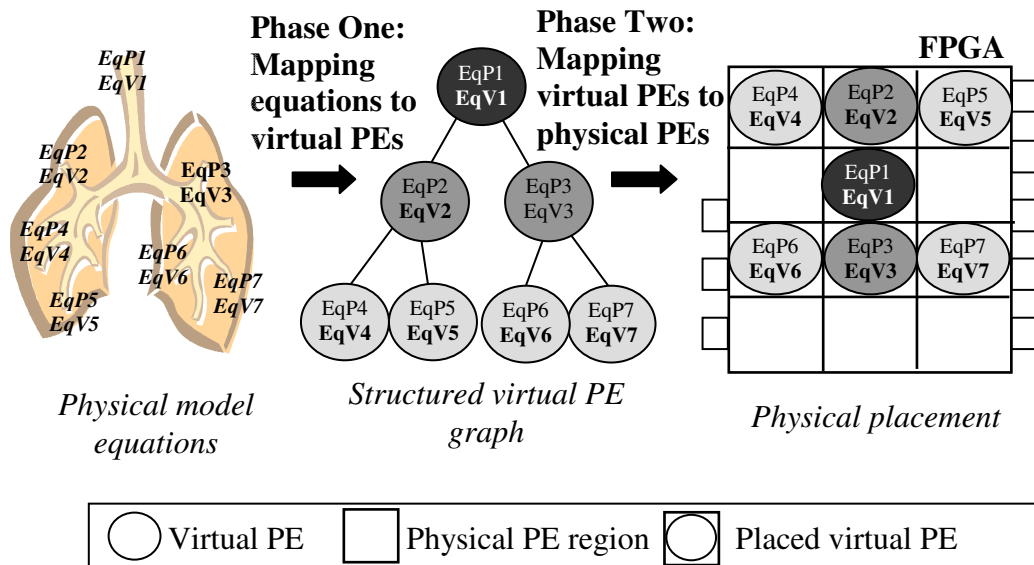 EqP1
EqV1
EqP2
EqV2
EqP3
EqV3
EqP4
EqV4
EqP6
EqV6
EqP5
EqV5
EqP7
EqV7
Physical model
equations
Phase One:
Mapping
equations to
virtual PEs
EqP1
EqV1
EqP2
EqV2
EqP3
EqV3
EqP4
EqV4
EqP5
EqV5
EqP6
EqV6
EqP7
EqV7
Structured virtual PE
graph
Phase Two:
Mapping
virtual PEs to
physical PEs
FPGA
EqP4
EqV4
EqP2
EqV2
EqP5
EqV5
EqP1
EqV1
EqP6
EqV6
EqP3
EqV3
EqP7
EqV7
Physical placement
Virtual PE
Physical PE region
Placed virtual PE